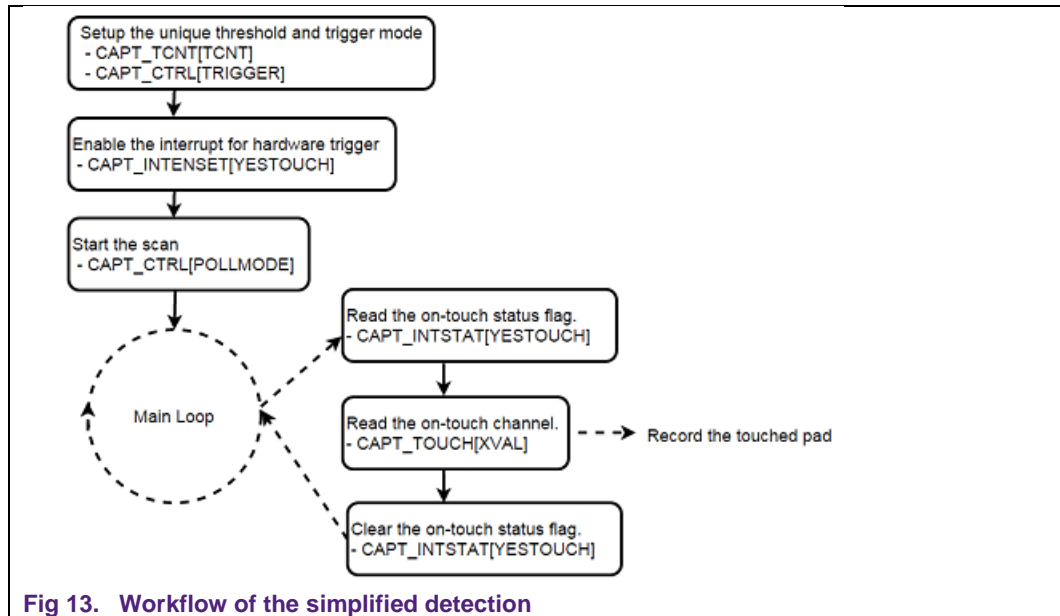 Setup the unique threshold and trigger mode
- CAPT_TCNT[TCNT]
- CAPT_CTRL[TRIGGER]
Enable the interrupt for hardware trigger
- CAPT_INTENSET[YESTOUCH]
Start the scan
- CAPT_CTRL[POLLMODE]
Main Loop
Read the on-touch status flag.
- CAPT_INTSTAT[YESTOUCH]
Read the on-touch channel.
- CAPT_TOUCH[XVAL]
Record the touched pad
Clear the on-touch status flag.
- CAPT_INTSTAT[YESTOUCH]
Fig 13. Workflow of the simplified detection